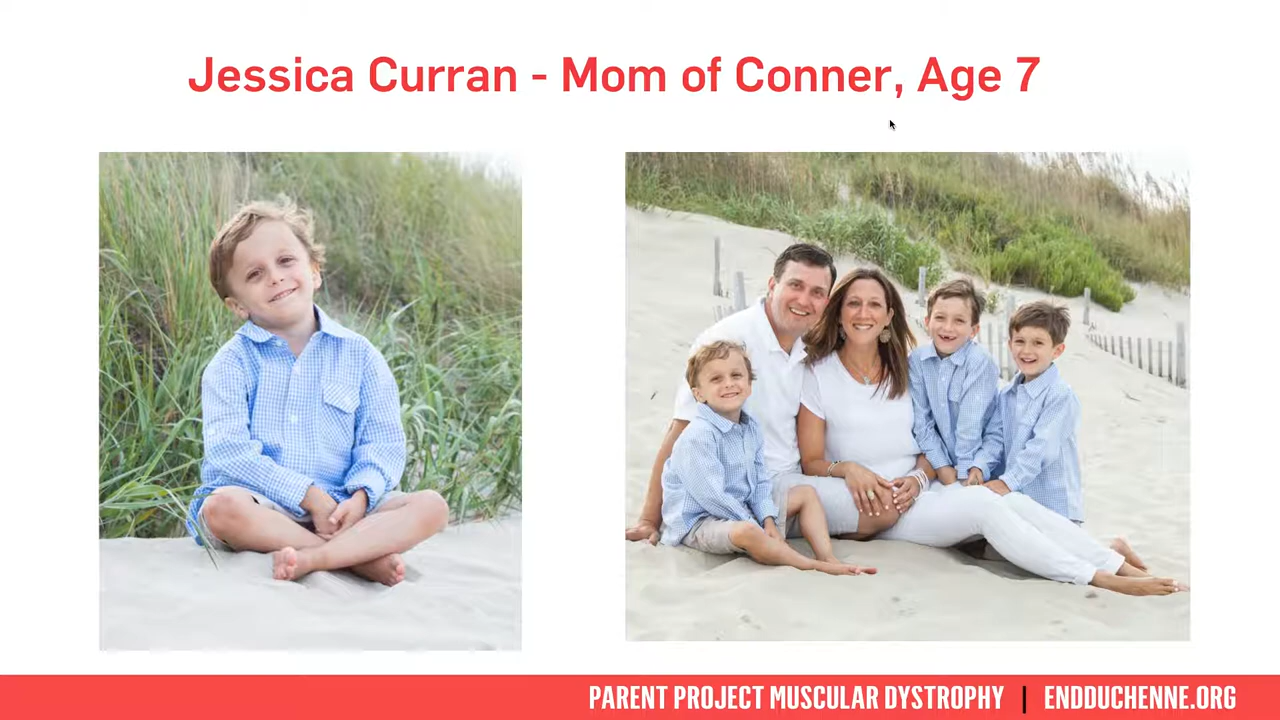 Jessica Curran - Mom of Conner, Age 7
PARENT PROJECT MUSCULAR DYSTROPHY | ENDDUCHENNE.ORG